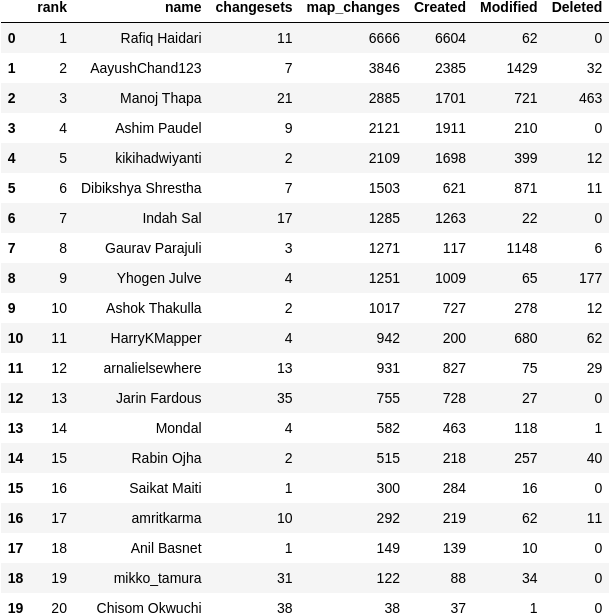 rank name changesets map_changes Created Modified Deleted
0 1 Rafiq Haidari 11 6666 6604 62 0
1 2 AayushChand123 7 3846 2385 1429 32
2 3 Manoj Thapa 21 2885 1701 721 463
3 4 Ashim Paudel 9 2121 1911 210 0
4 5 kikihadwiyanti 2 2109 1698 399 12
5 6 Dibikshya Shrestha 7 1503 621 871 11
6 7 Indah Sal 17 1285 1263 22 0
7 8 Gaurav Parajuli 3 1271 117 1148 6
8 9 Yhogen Julve 4 1251 1009 65 177
9 10 Ashok Thakulla 2 1017 727 278 12
10 11 HarryKMapper 4 942 200 680 62
11 12 arnalielsewhere 13 931 827 75 29
12 13 Jarin Fardous 35 755 728 27 0
13 14 Mondal 4 582 463 118 1
14 15 Rabin Ojha 2 515 218 257 40
15 16 Saikat Maiti 1 300 284 16 0
16 17 amritkarma 10 292 219 62 11
17 18 Anil Basnet 1 149 139 10 0
18 19 mikko_tamura 31 122 88 34 0
19 20 Chisom Okwuchi 38 38 37 1 0